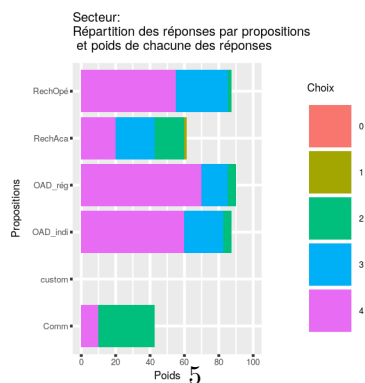 Secteur:
Répartition des réponses par propositions
et poids de chacune des réponses
Propositions
RechOpé
RechAca
OAD_rég
OAD_indi
custom
Comm
0 20 40 60 80 100
Poids 5
Choix
0
1
2
3
4